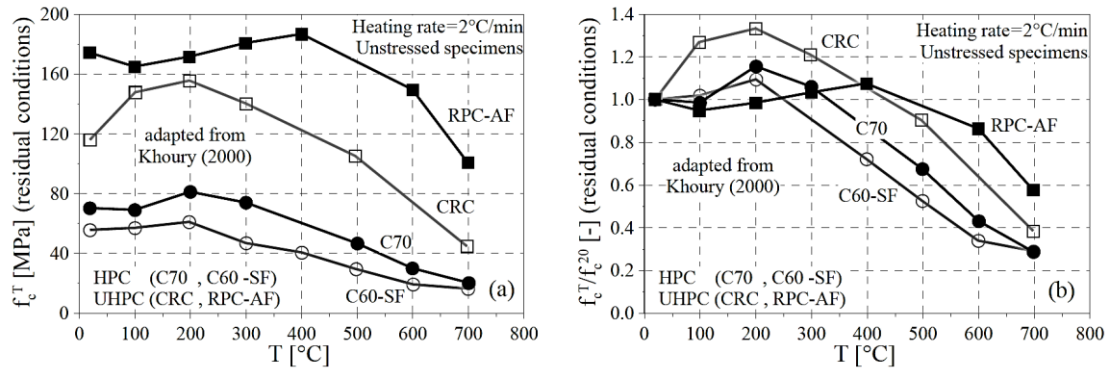 200
160
120
80
40
0
f_c^T [MPa] (residual conditions)
Heating rate=2°C/min
Unstressed specimens
RPC-AF
adapted from
Khoury (2000)
CRC
C70
HPC (C70 , C60 -SF)
UHPC (CRC , RPC-AF)
C60-SF
(a)
0 100 200 300 400 500 600 700 800
T [°C]
1.4
1.2
1.0
0.8
0.6
0.4
0.2
0.0
f_c^T/f_c^20 [-] (residual conditions)
Heating rate=2°C/min
Unstressed specimens
CRC
C70
RPC-AF
adapted from
Khoury (2000)
C60-SF
HPC (C70 , C60-SF)
UHPC (CRC , RPC-AF)
(b)
0 100 200 300 400 500 600 700 800
T [°C]